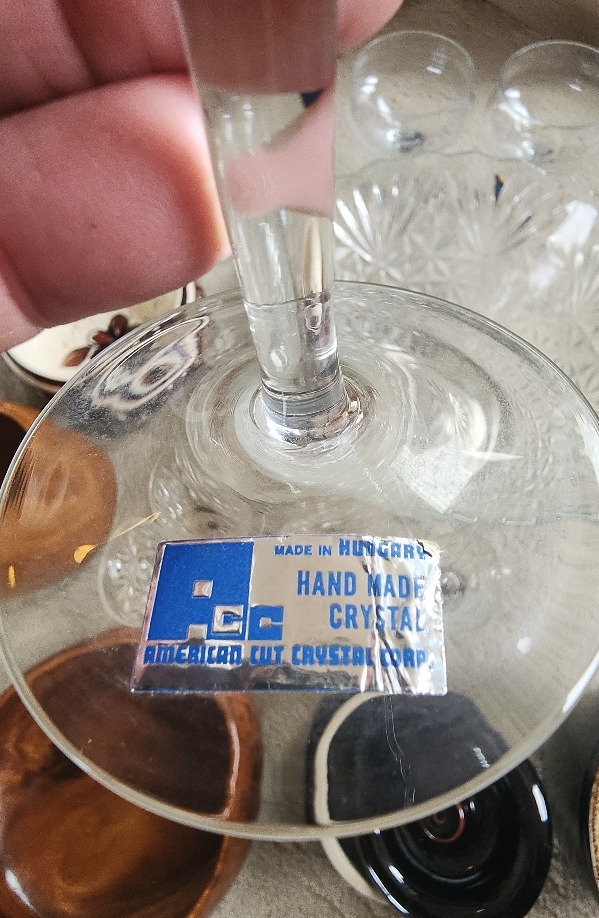 MADE IN HUNGARY
HAND MADE
CRYSTAL
ACC
AMERICAN CUT CRYSTAL CORP.